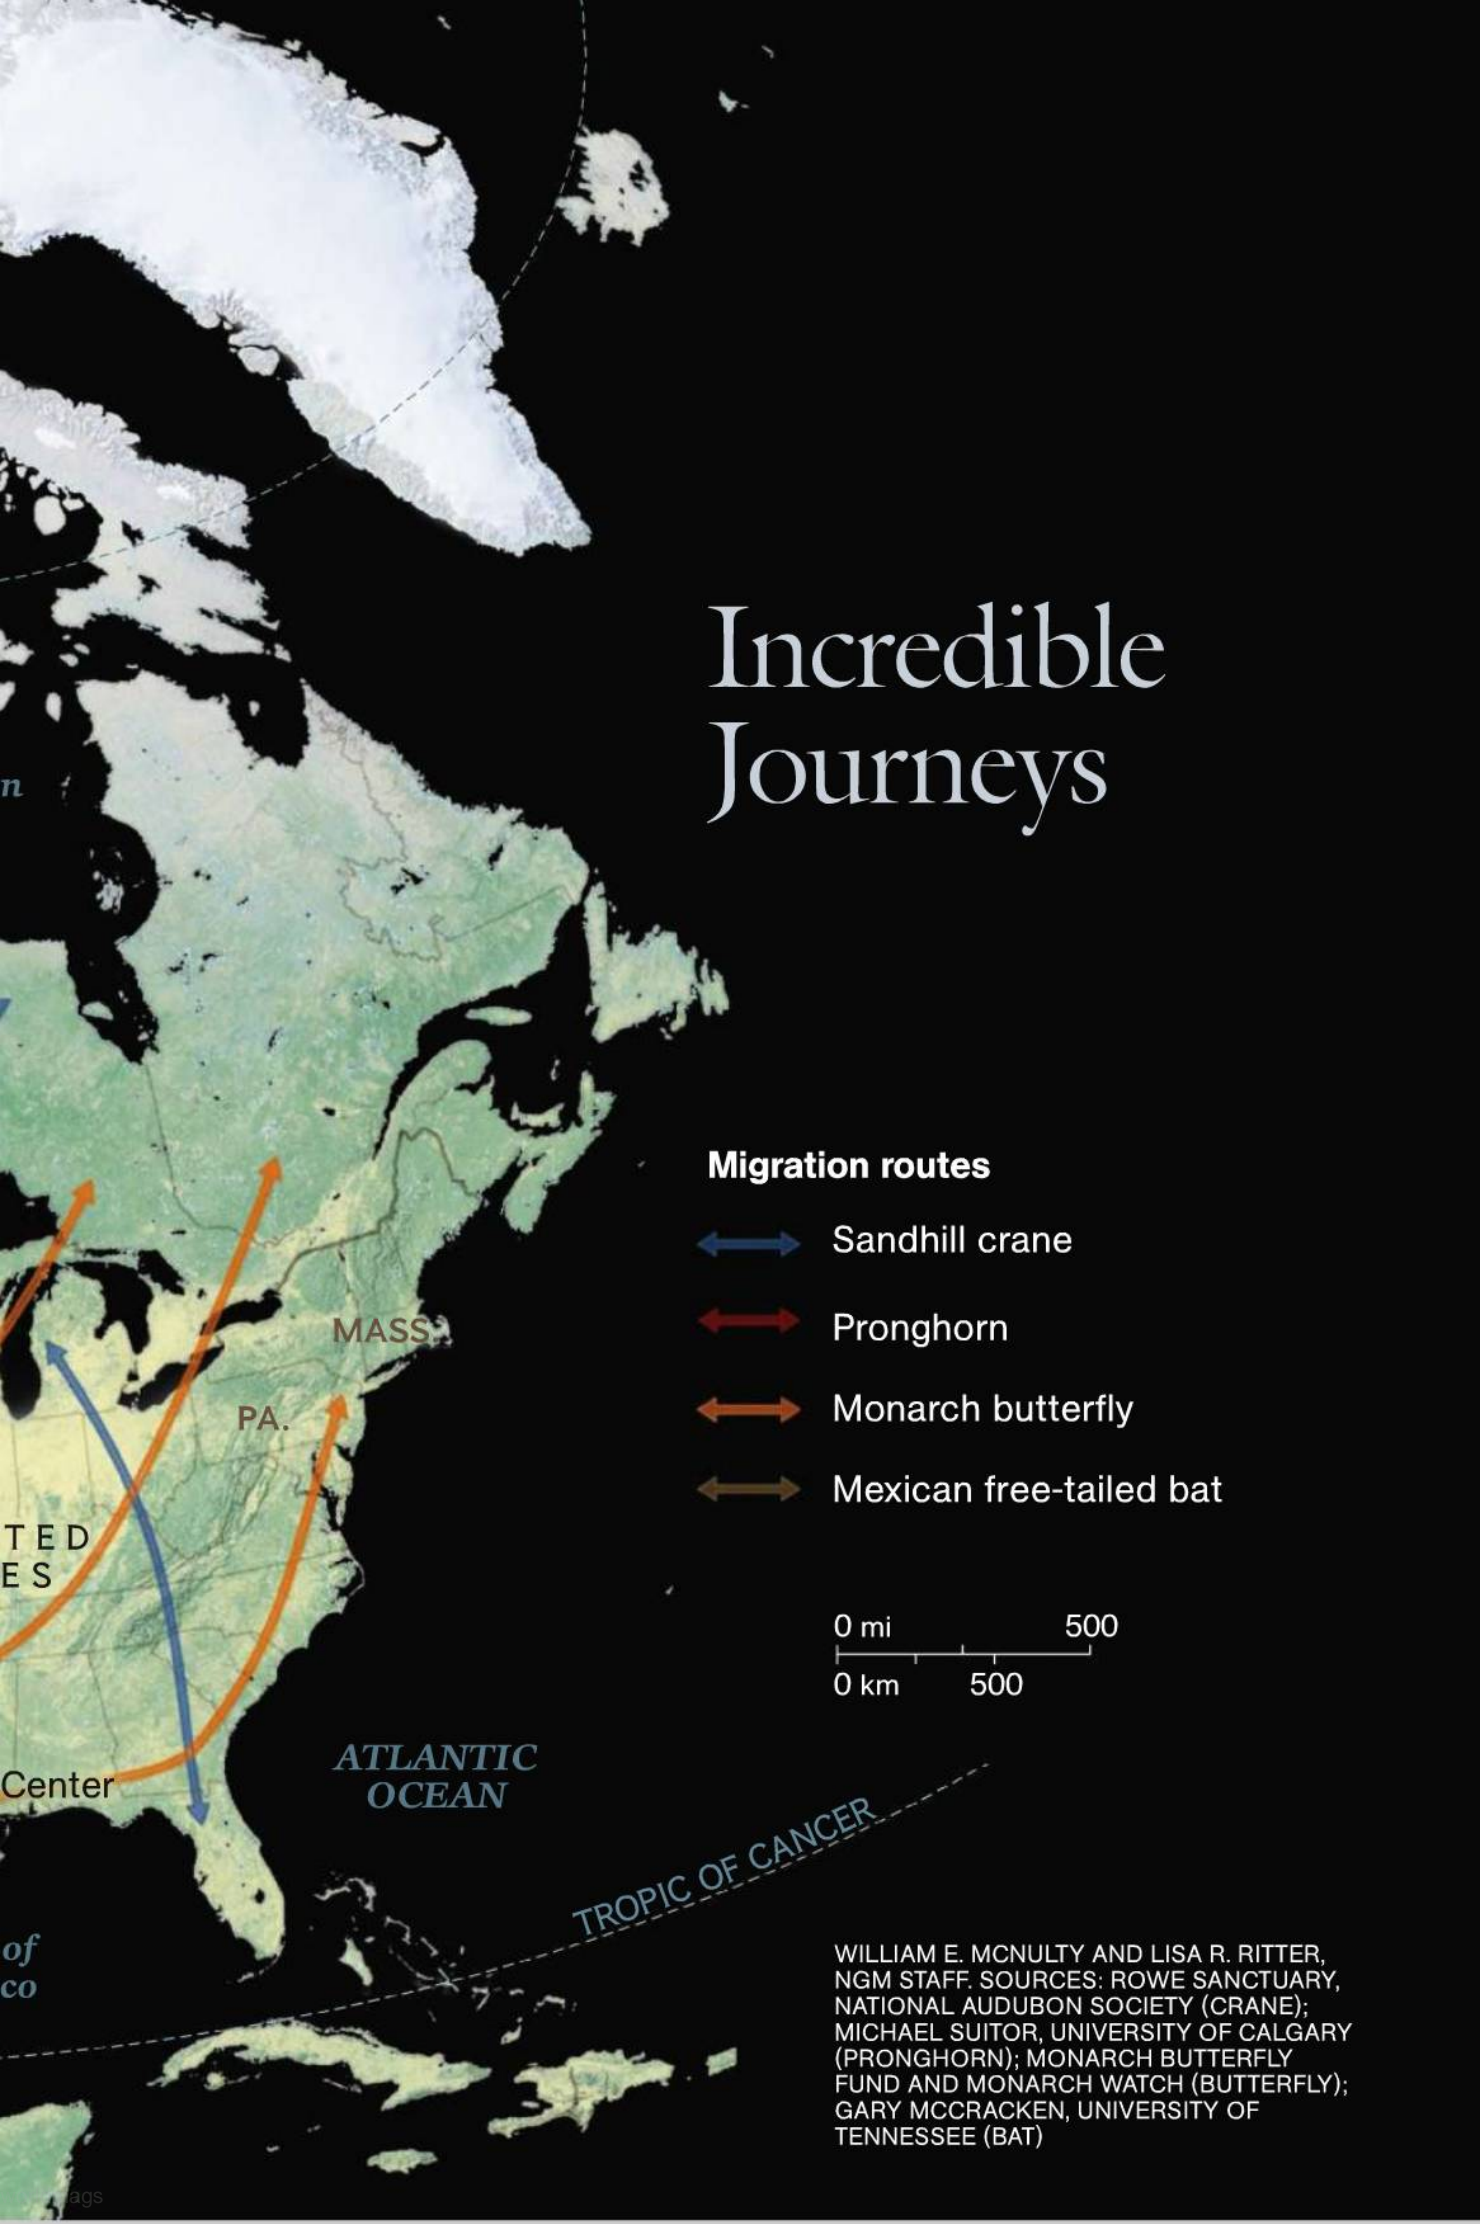 Incredible
Journeys
n
Migration routes
Sandhill crane
Pronghorn
MASS.
Monarch butterfly
PA.
Mexican free-tailed bat
TED
ES
0 mi 500
0 km 500
ATLANTIC
OCEAN
Center
TROPIC OF CANCER
of
co
WILLIAM E. MCNULTY AND LISA R. RITTER,
NGM STAFF. SOURCES: ROWE SANCTUARY,
NATIONAL AUDUBON SOCIETY (CRANE);
MICHAEL SUITOR, UNIVERSITY OF CALGARY
(PRONGHORN); MONARCH BUTTERFLY
FUND AND MONARCH WATCH (BUTTERFLY);
GARY MCCRACKEN, UNIVERSITY OF
TENNESSEE (BAT)
ags